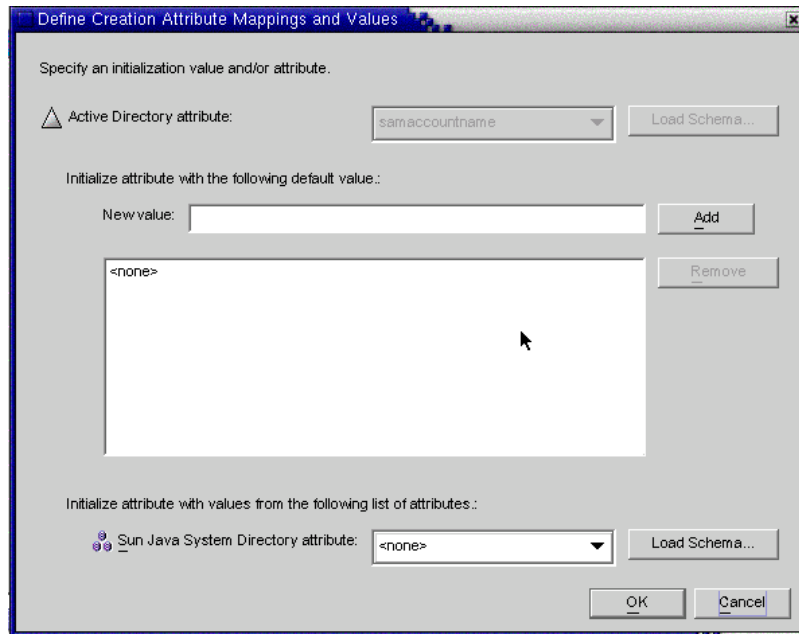 Define Creation Attribute Mappings and Values
Specify an initialization value and/or attribute.
Active Directory attribute:
samaccountname
Load Schema...
Initialize attribute with the following default value.:
New value:
Add
<none>
Remove
Initialize attribute with values from the following list of attributes.:
Sun Java System Directory attribute:
<none>
Load Schema...
OK
Cancel